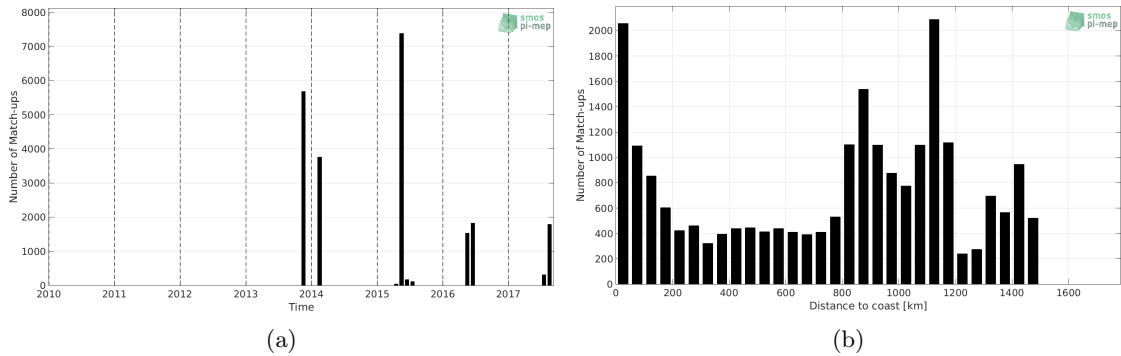 8000
7000
6000
5000
4000
3000
2000
1000
0
Number of Match-ups
2010 2011 2012 2013 2014 2015 2016 2017
Time
smos
pi-mep
(a)
2000
1800
1600
1400
1200
1000
800
600
400
200
0
Number of Match-ups
0 200 400 600 800 1000 1200 1400 1600
Distance to coast [km]
smos
pi-mep
(b)